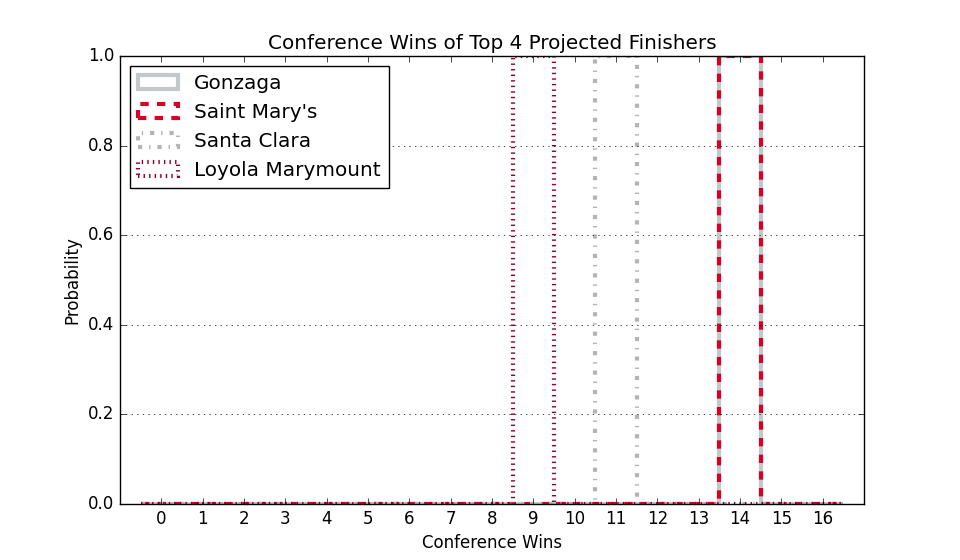 Conference Wins of Top 4 Projected Finishers
1.0
0.8
0.6
0.4
0.2
0.0
Probability
Gonzaga
Saint Mary's
Santa Clara
Loyola Marymount
0 1 2 3 4 5 6 7 8 9 10 11 12 13 14 15 16
Conference Wins